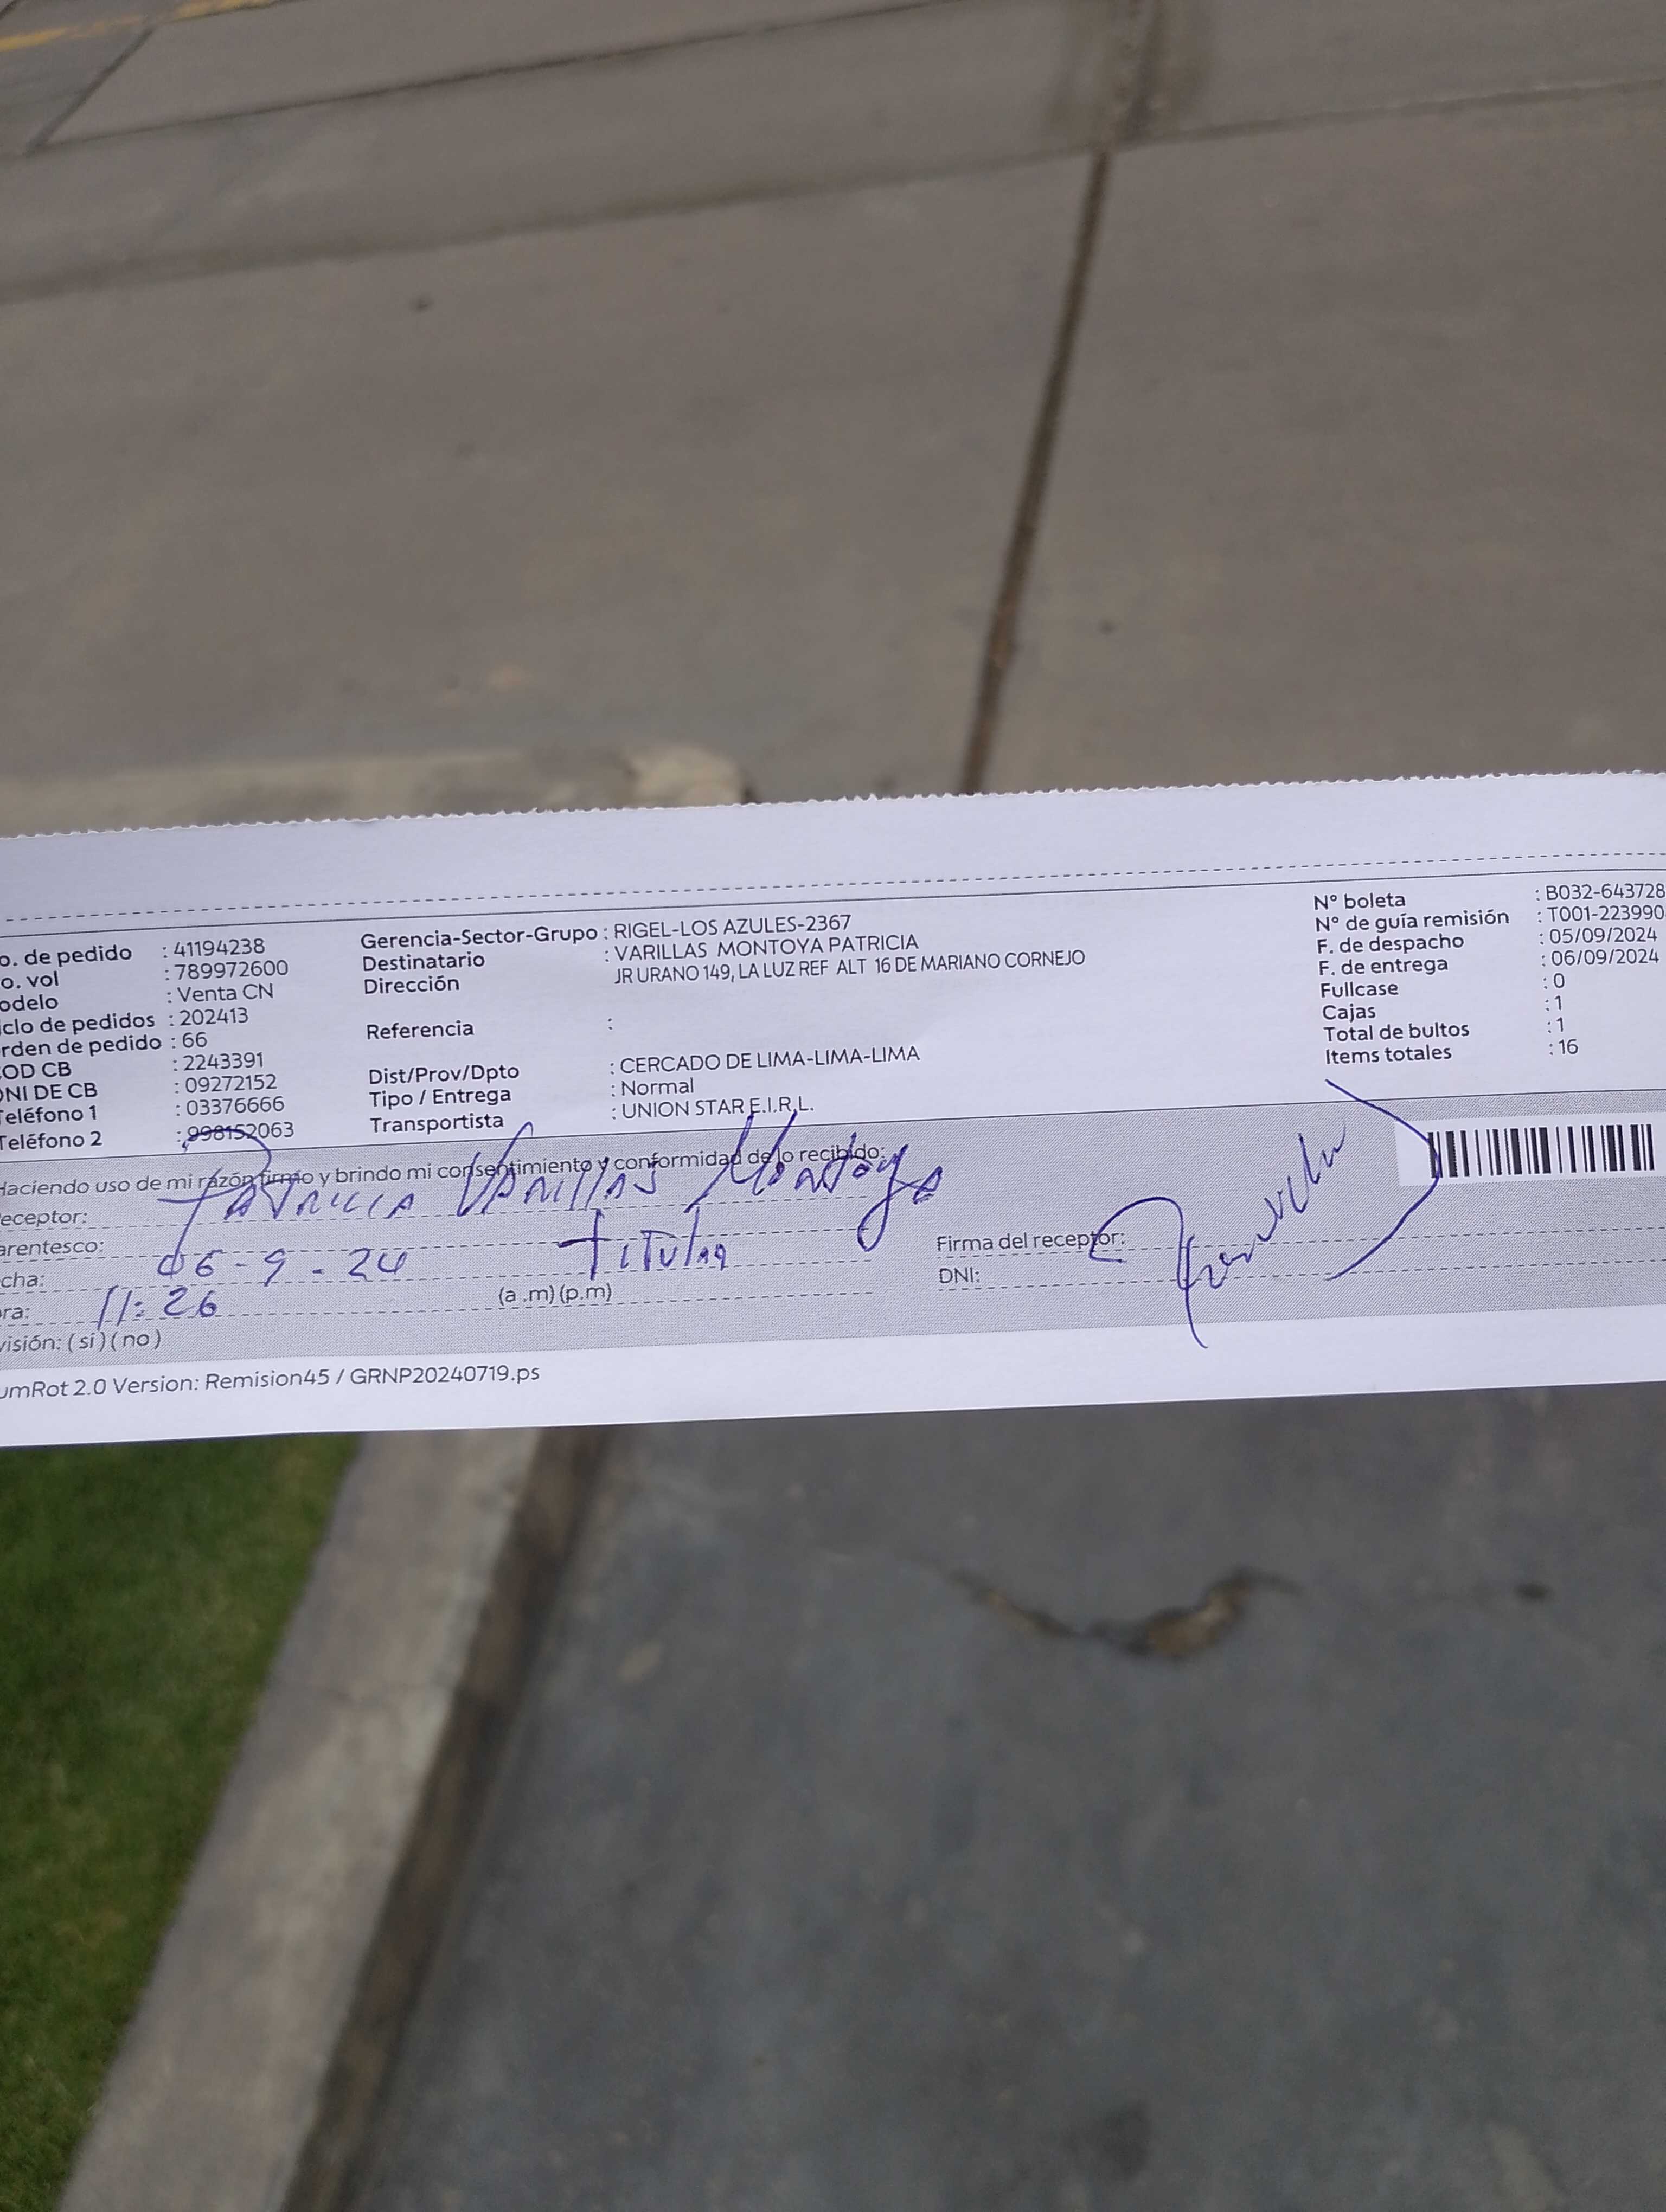 o. de pedido : 41194238
o. vol : 789972600
odelo : Venta CN
iclo de pedidos : 202413
rden de pedido : 66
OD CB : 2243391
NI DE CB : 09272152
eléfono 1 : 03376666
Teléfono 2 : 998152063
Gerencia-Sector-Grupo : RIGEL-LOS AZULES-2367
Destinatario : VARILLAS MONTOYA PATRICIA
Dirección JR URANO 149, LA LUZ REF ALT 16 DE MARIANO CORNEJO
Referencia :
Dist/Prov/Dpto : CERCADO DE LIMA-LIMA-LIMA
Tipo / Entrega : Normal
Transportista : UNION STAR E.I.R.L.
N° boleta : B032-643728
N° de guía remisión : T001-223990
F. de despacho : 05/09/2024
F. de entrega : 06/09/2024
Fullcase : 0
Cajas : 1
Total de bultos : 1
Items totales : 16
Haciendo uso de mi razón firmo y brindo mi consentimiento y conformidad de lo recibido:
eceptor: Patricia Varillas Montoya
arentesco: titular
cha: 06-9-24
ra: 11:26 (a .m) (p.m)
visión: ( si ) ( no )
Firma del receptor:
DNI:
umRot 2.0 Version: Remision45 / GRNP20240719.ps